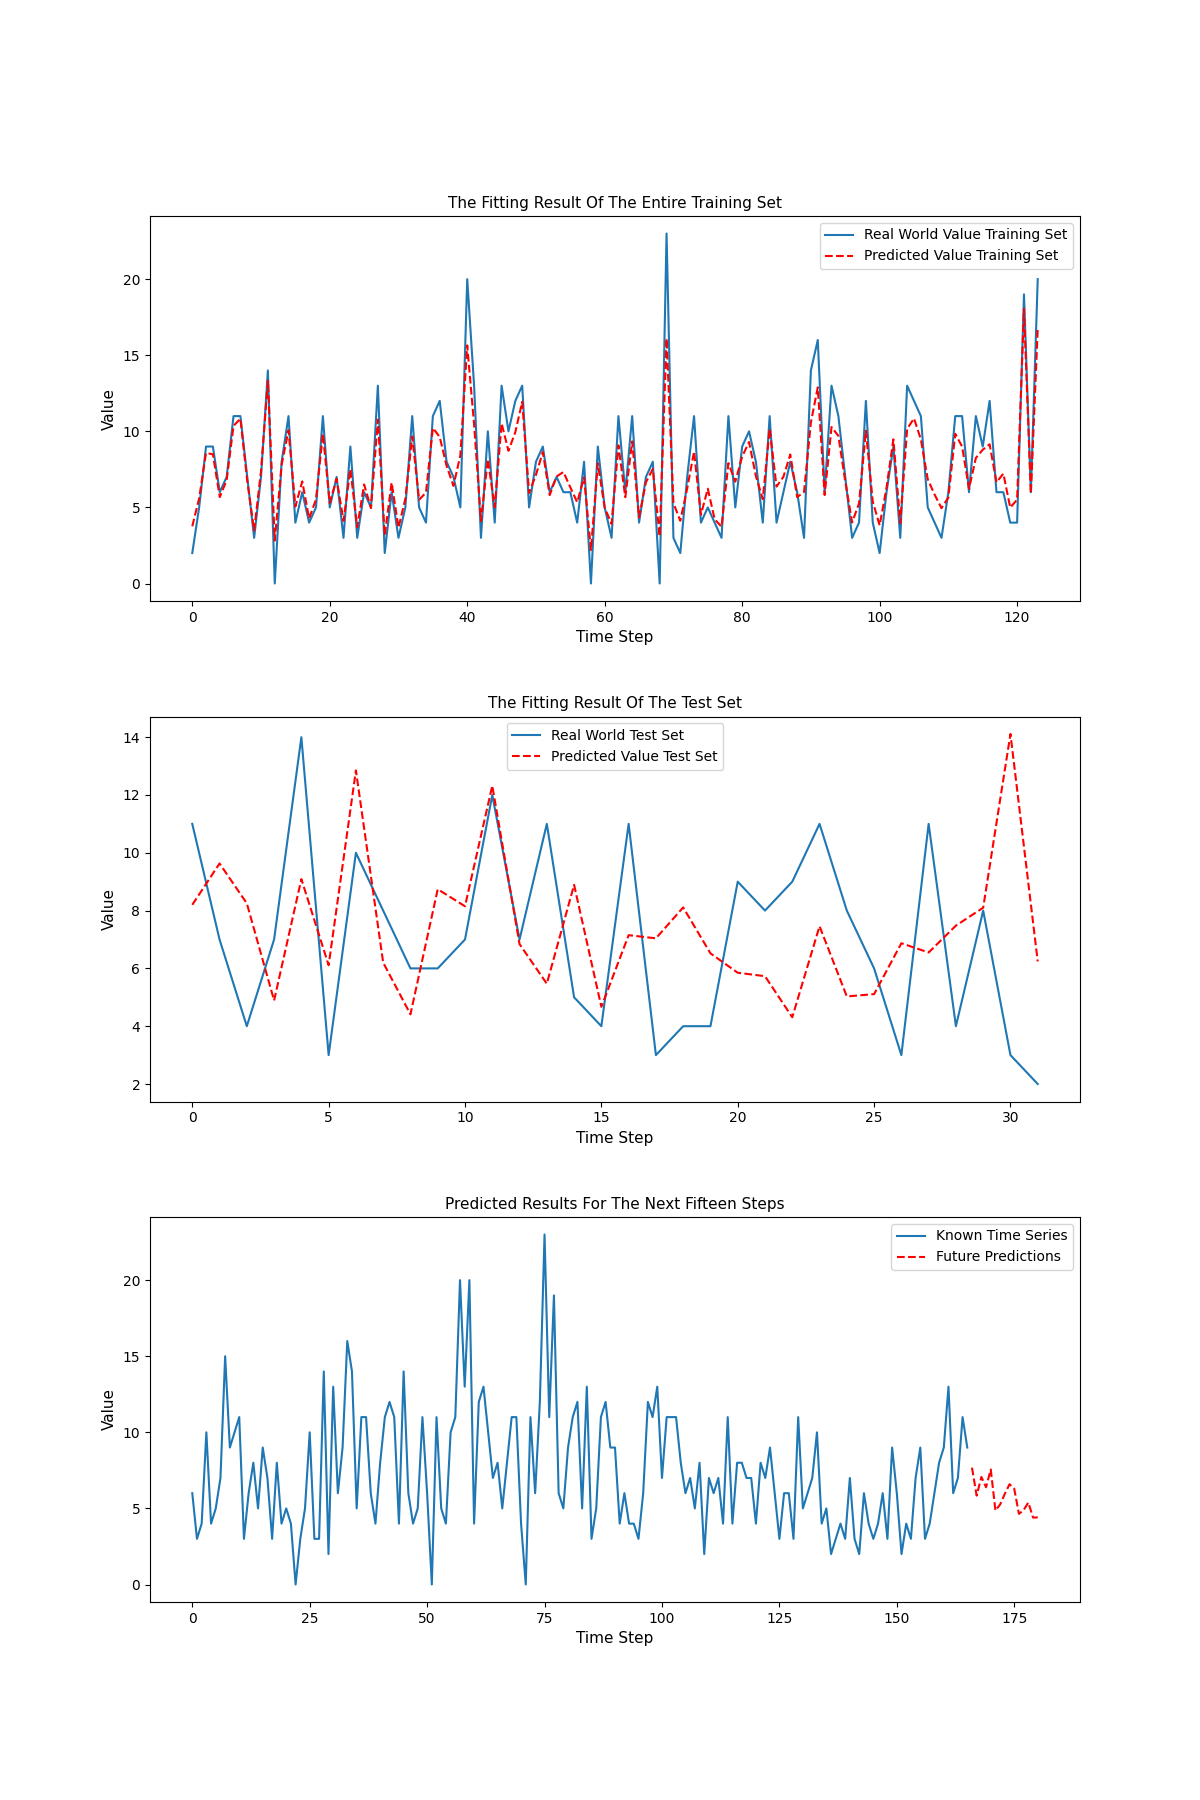 The Fitting Result Of The Entire Training Set
Real World Value Training Set
Predicted Value Training Set
Value
20
15
10
5
0
0 20 40 60 80 100 120
Time Step
The Fitting Result Of The Test Set
Real World Test Set
Predicted Value Test Set
Value
14
12
10
8
6
4
2
0 5 10 15 20 25 30
Time Step
Predicted Results For The Next Fifteen Steps
Known Time Series
Future Predictions
Value
20
15
10
5
0
0 25 50 75 100 125 150 175
Time Step